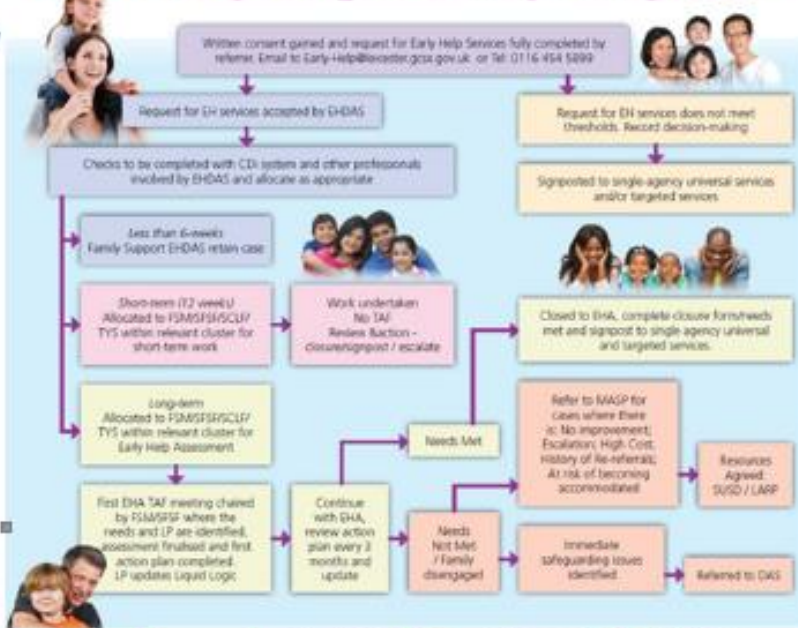 Written consent gained and request for Early Help Services fully completed by
referrer. Email to Early-Help@leicester.gcsx.gov.uk or Tel: 0116 454 5899
Request for EH services accepted by EHDAS
Request for EH services does not meet
thresholds. Record decision-making
Checks to be completed with CDi system and other professionals
involved by EHDAS and allocate as appropriate
Signposted to single-agency universal services
and/or targeted services
Less than 6-weeks
Family Support EHDAS retain case
Short-term (12 weeks)
Allocated to FSM/SFSF/SCLF/
TYS within relevant cluster for
short-term work
Work undertaken
No TAF
Review &action -
closure/signpost / escalate
Closed to EHA, complete closure form/needs
met and signpost to single agency universal
and targeted services.
Long-term
Allocated to FSM/SFSF/SCLF/
TYS within relevant cluster for
Early Help Assessment
Needs Met
Refer to MASP for
cases where there
is: No improvement;
Escalation; High Cost;
History of Re-referrals;
At risk of becoming
accommodated
Resources
Agreed:
SUSD / LARP
First EHA TAF meeting chaired
by FSM/SFSF where the
needs and LP are identified,
assessment finalised and first
action plan completed.
LP updates Liquid Logic
Continue
with EHA,
review action
plan every 3
months and
update
Needs
Not Met
/ Family
disengaged
Immediate
safeguarding issues
identified
Referred to DAS